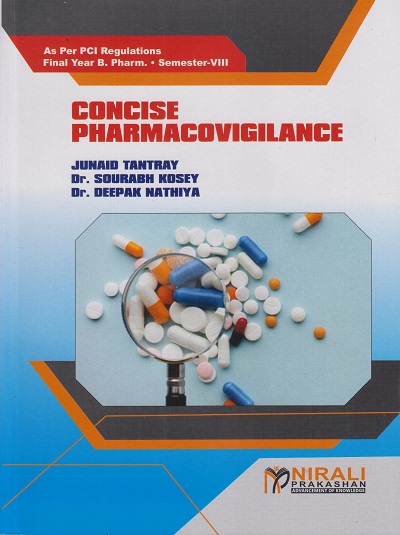 As Per PCI Regulations
Final Year B. Pharm. • Semester-VIII
CONCISE
PHARMACOVIGILANCE
JUNAID TANTRAY
Dr. SOURABH KOSEY
Dr. DEEPAK NATHIYA
NIRALI
PRAKASHAN
ADVANCEMENT OF KNOWLEDGE